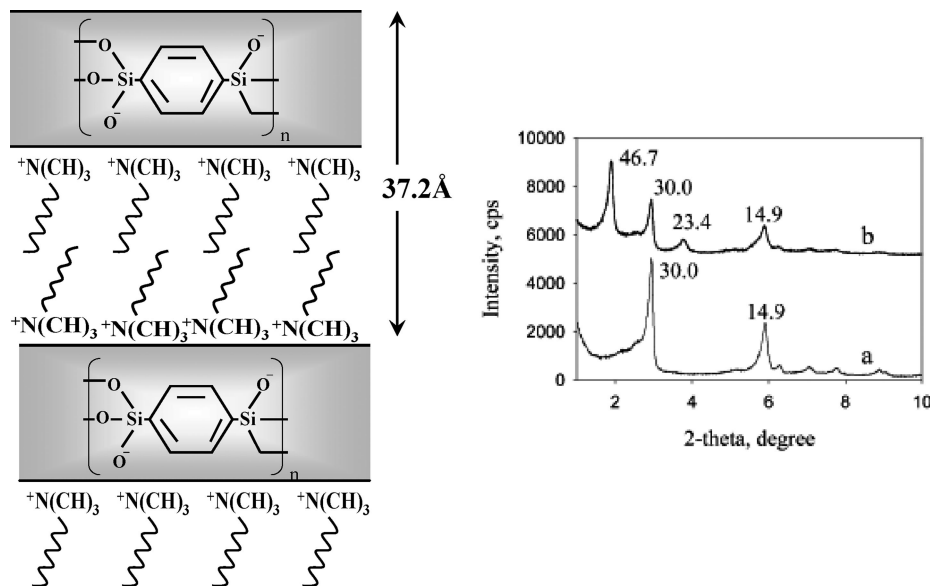 O
O⁻
O
Si
Si
O⁻
n
⁺N(CH)₃ ⁺N(CH)₃ ⁺N(CH)₃ ⁺N(CH)₃
37.2Å
⁺N(CH)₃ ⁺N(CH)₃ ⁺N(CH)₃ ⁺N(CH)₃
O
O⁻
O
Si
Si
O⁻
n
⁺N(CH)₃ ⁺N(CH)₃ ⁺N(CH)₃ ⁺N(CH)₃
10000
8000
6000
4000
2000
0
Intensity, cps
46.7
30.0
23.4
14.9
b
30.0
14.9
a
2 4 6 8 10
2-theta, degree